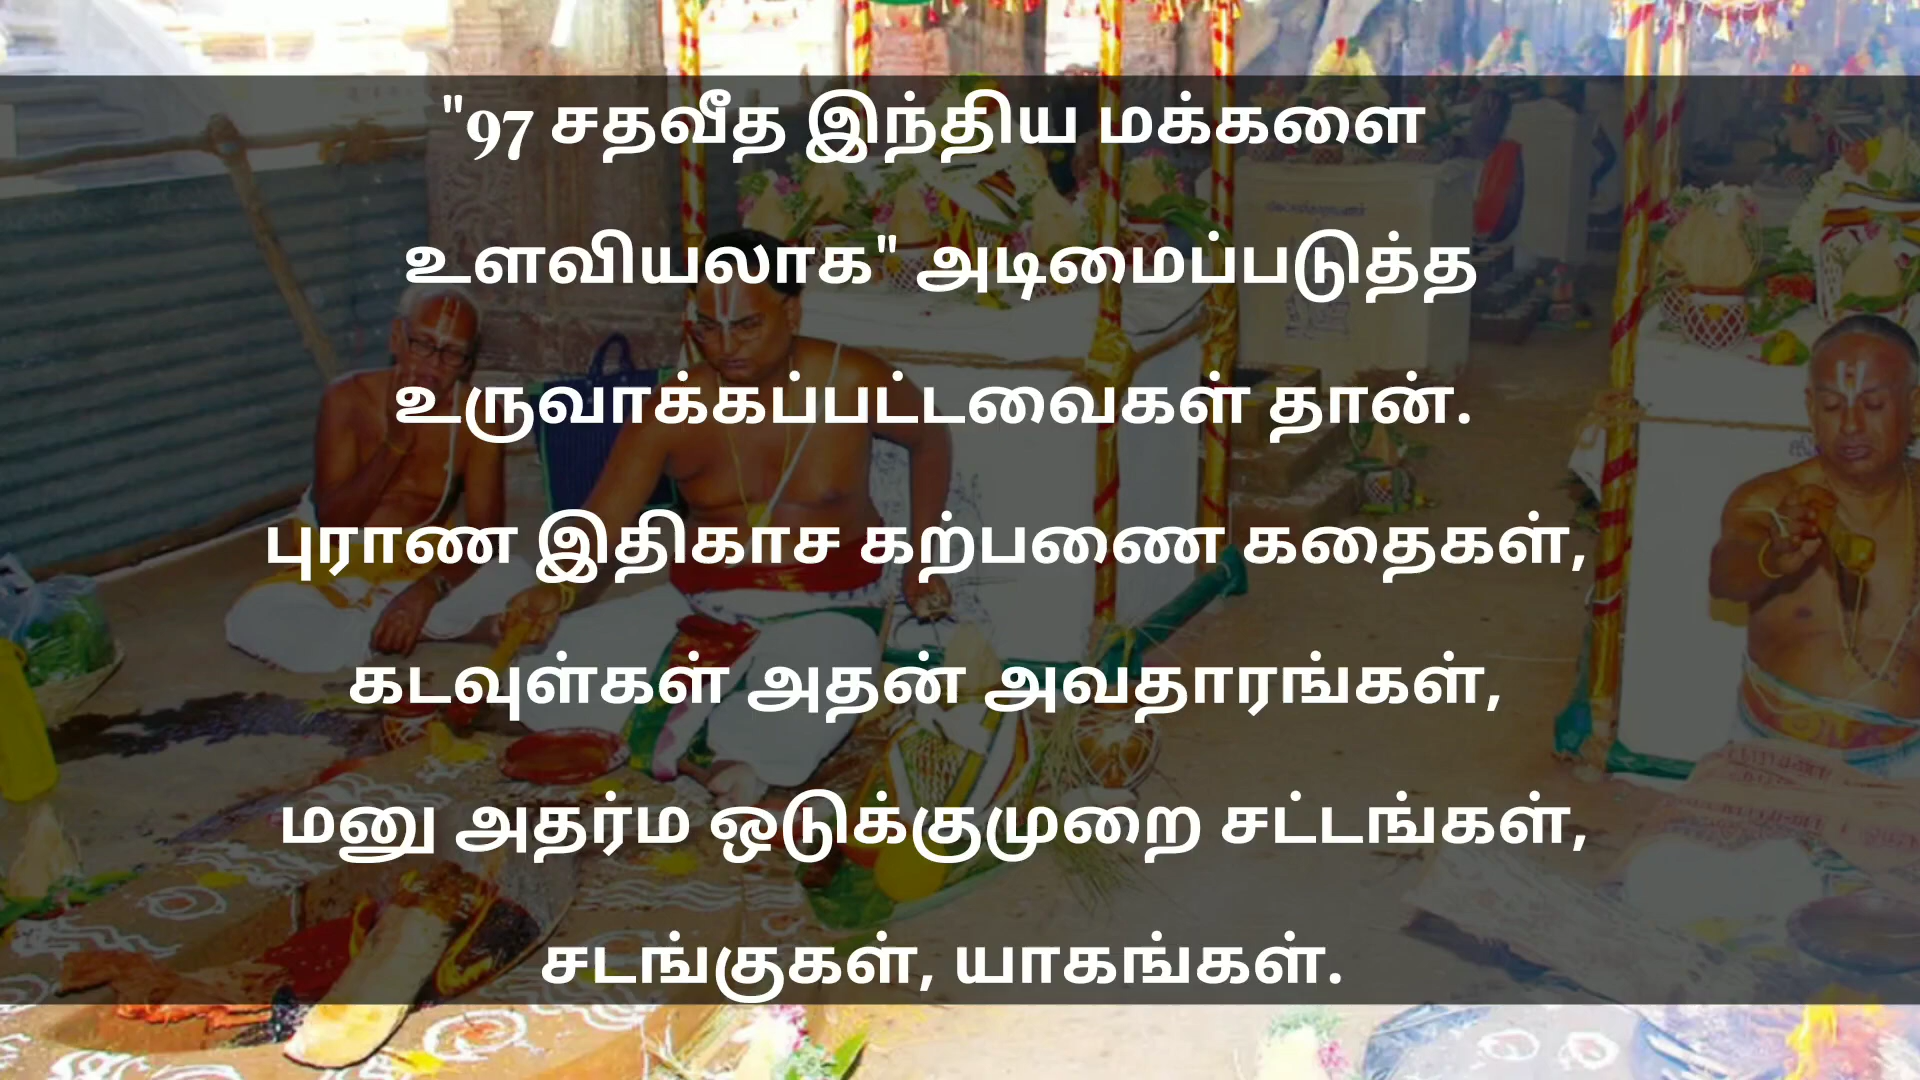 "97 சதவீத இந்திய மக்களை
உளவியலாக" அடிமைப்படுத்த
உருவாக்கப்பட்டவைகள் தான்.
புராண இதிகாச கற்பணை கதைகள்,
கடவுள்கள் அதன் அவதாரங்கள்,
மனு அதர்ம ஒடுக்குமுறை சட்டங்கள்,
சடங்குகள், யாகங்கள்.